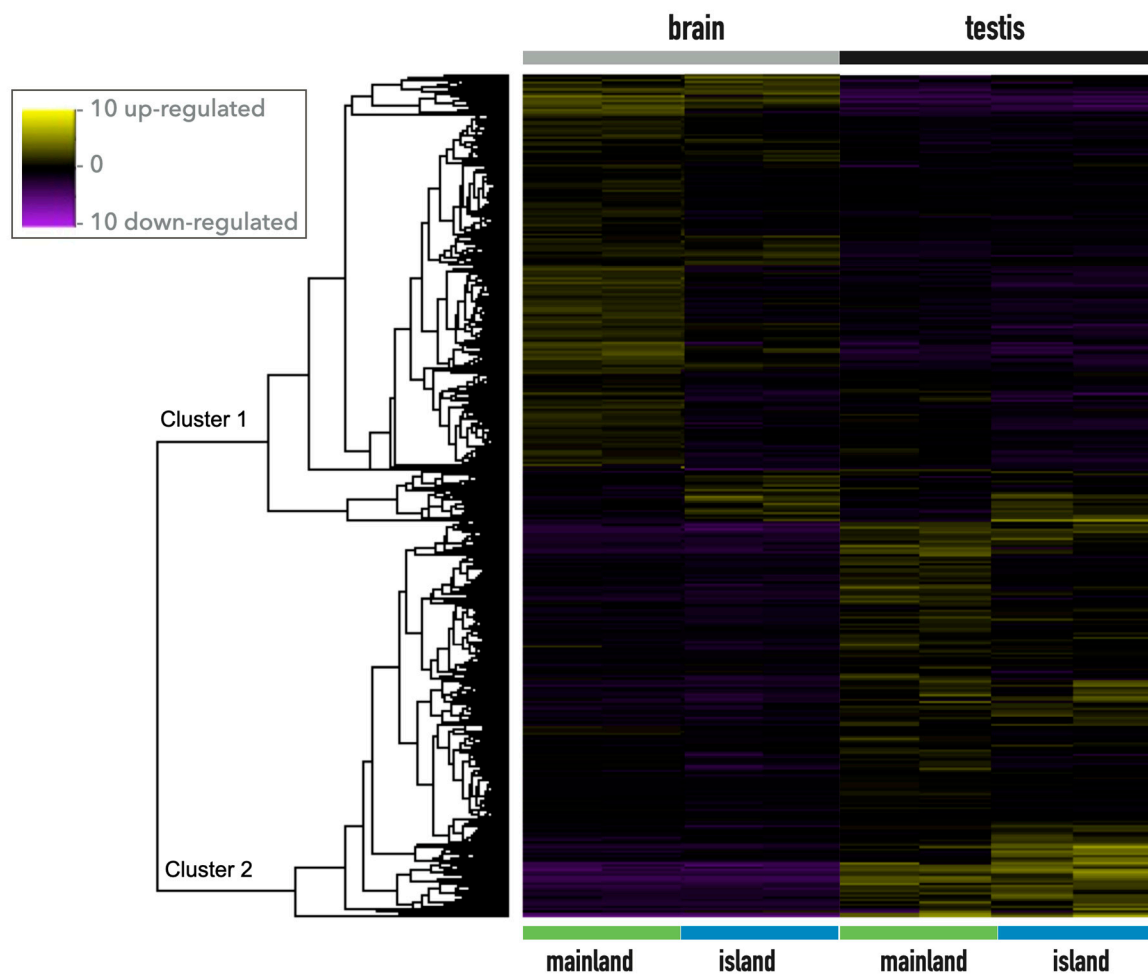 brain testis
10 up-regulated
0
- 10 down-regulated
Cluster 1
Cluster 2
mainland island mainland island